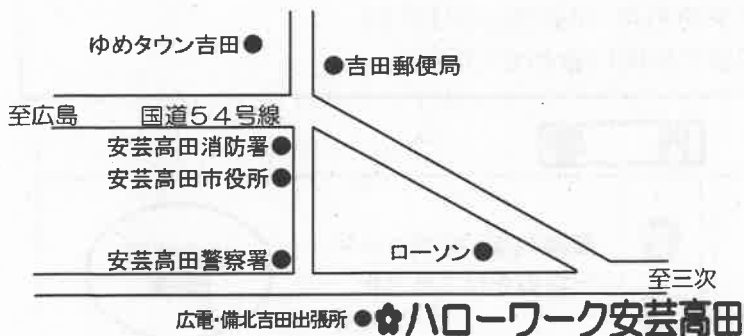 ゆめタウン吉田
吉田郵便局
至広島
国道54号線
安芸高田消防署
安芸高田市役所
安芸高田警察署
ローソン
至三次
広電・備北吉田出張所
ハローワーク安芸高田